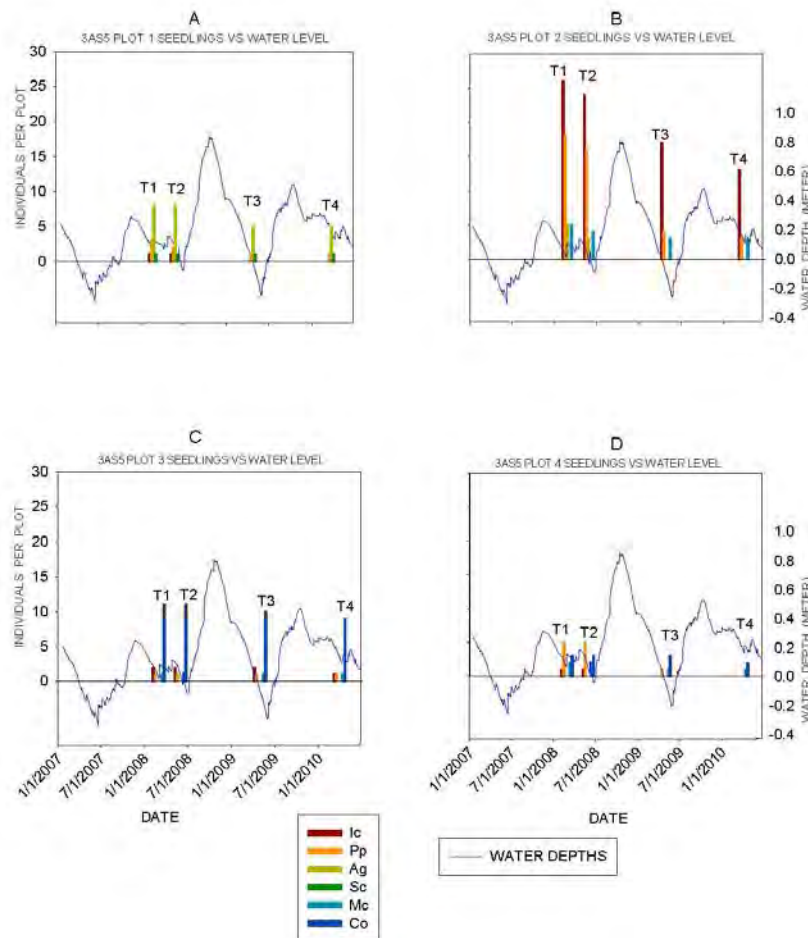 A
3AS5 PLOT 1 SEEDLINGS VS WATER LEVEL
INDIVIDUALS PER PLOT
30
25
20
15
10
5
0
T1
T2
T3
T4
B
3AS5 PLOT 2 SEEDLINGS VS WATER LEVEL
T1
T2
T3
T4
1.0
0.8
0.6
0.4
0.2
0.0
-0.2
-0.4
WATER DEPTH (METER)
C
3AS5 PLOT 3 SEEDLINGS VS WATER LEVEL
INDIVIDUALS PER PLOT
30
25
20
15
10
5
0
T1
T2
T3
T4
1/1/2007
7/1/2007
1/1/2008
7/1/2008
1/1/2009
7/1/2009
1/1/2010
DATE
D
3AS5 PLOT 4 SEEDLINGS VS WATER LEVEL
T1
T2
T3
T4
1.0
0.8
0.6
0.4
0.2
0.0
-0.2
-0.4
WATER DEPTH (METER)
1/1/2007
7/1/2007
1/1/2008
7/1/2008
1/1/2009
7/1/2009
1/1/2010
DATE
Ic
Pp
Ag
Sc
Mc
Co
WATER DEPTHS